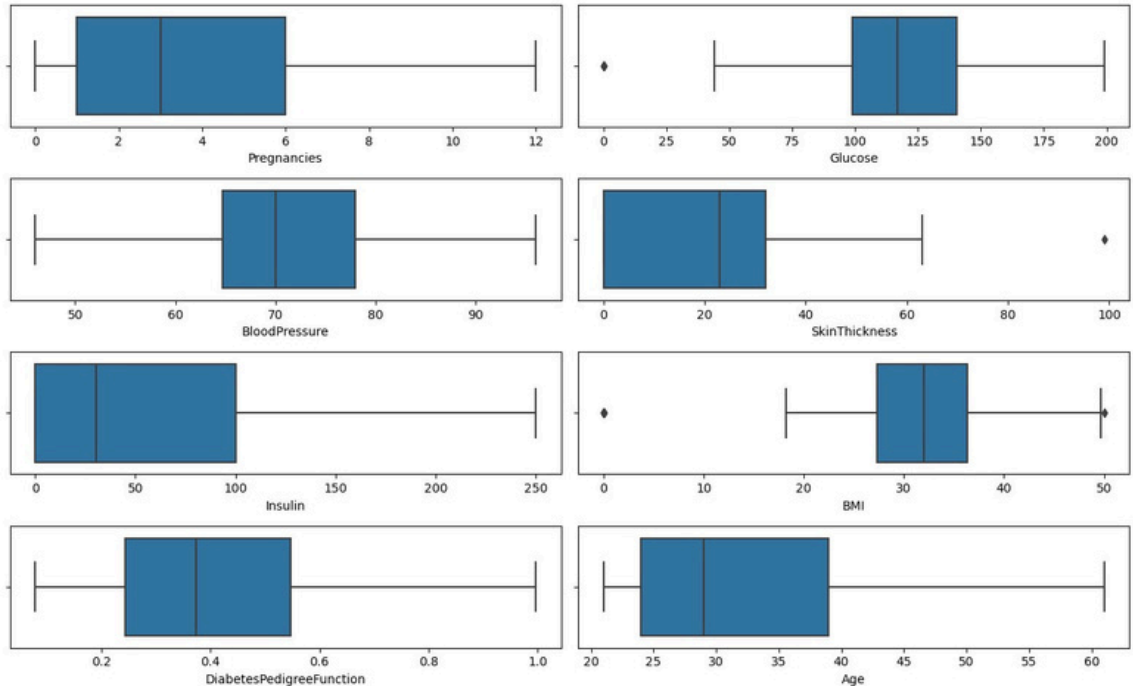 0 2 4 6 8 10 12
Pregnancies
0 25 50 75 100 125 150 175 200
Glucose
50 60 70 80 90
BloodPressure
0 20 40 60 80 100
SkinThickness
0 50 100 150 200 250
Insulin
0 10 20 30 40 50
BMI
0.2 0.4 0.6 0.8 1.0
DiabetesPedigreeFunction
20 25 30 35 40 45 50 55 60
Age